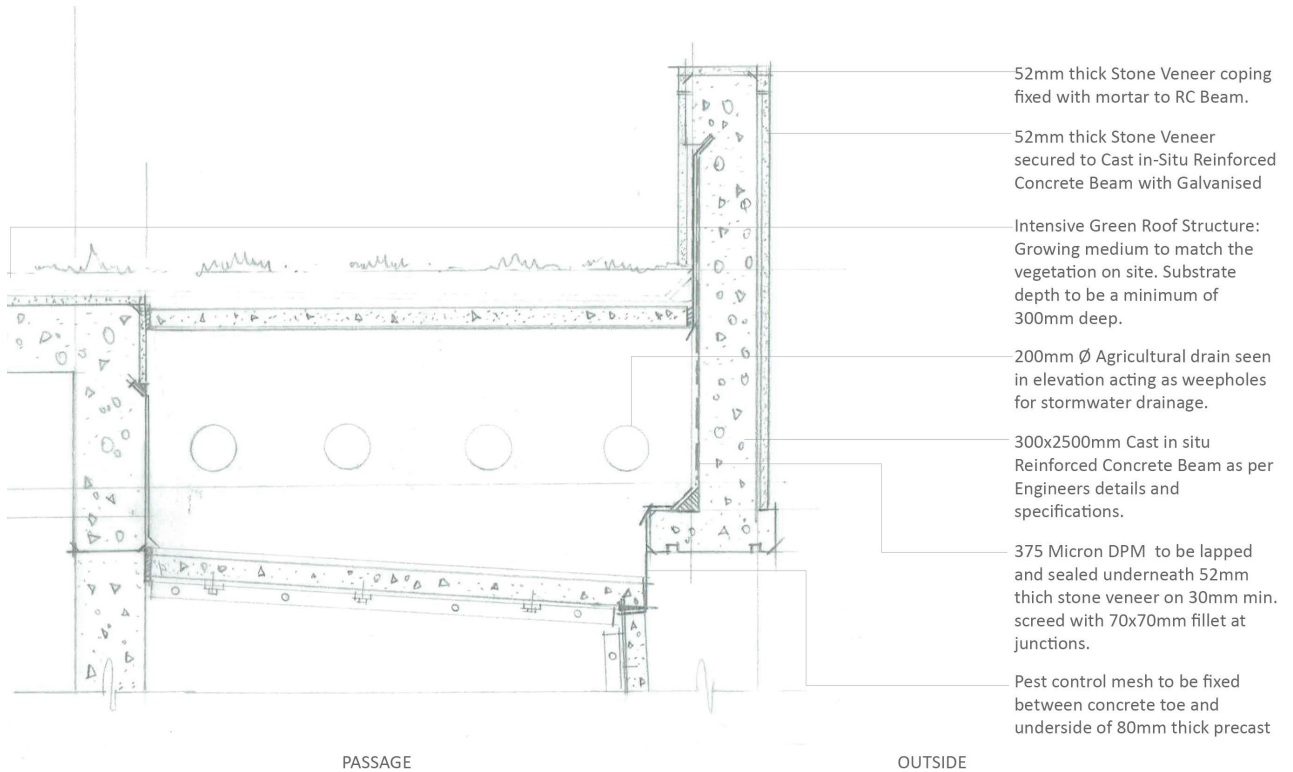 52mm thick Stone Veneer coping
fixed with mortar to RC Beam.
52mm thick Stone Veneer
secured to Cast in-Situ Reinforced
Concrete Beam with Galvanised
Intensive Green Roof Structure:
Growing medium to match the
vegetation on site. Substrate
depth to be a minimum of
300mm deep.
200mm Ø Agricultural drain seen
in elevation acting as weepholes
for stormwater drainage.
300x2500mm Cast in situ
Reinforced Concrete Beam as per
Engineers details and
specifications.
375 Micron DPM to be lapped
and sealed underneath 52mm
thich stone veneer on 30mm min.
screed with 70x70mm fillet at
junctions.
Pest control mesh to be fixed
between concrete toe and
underside of 80mm thick precast
PASSAGE
OUTSIDE